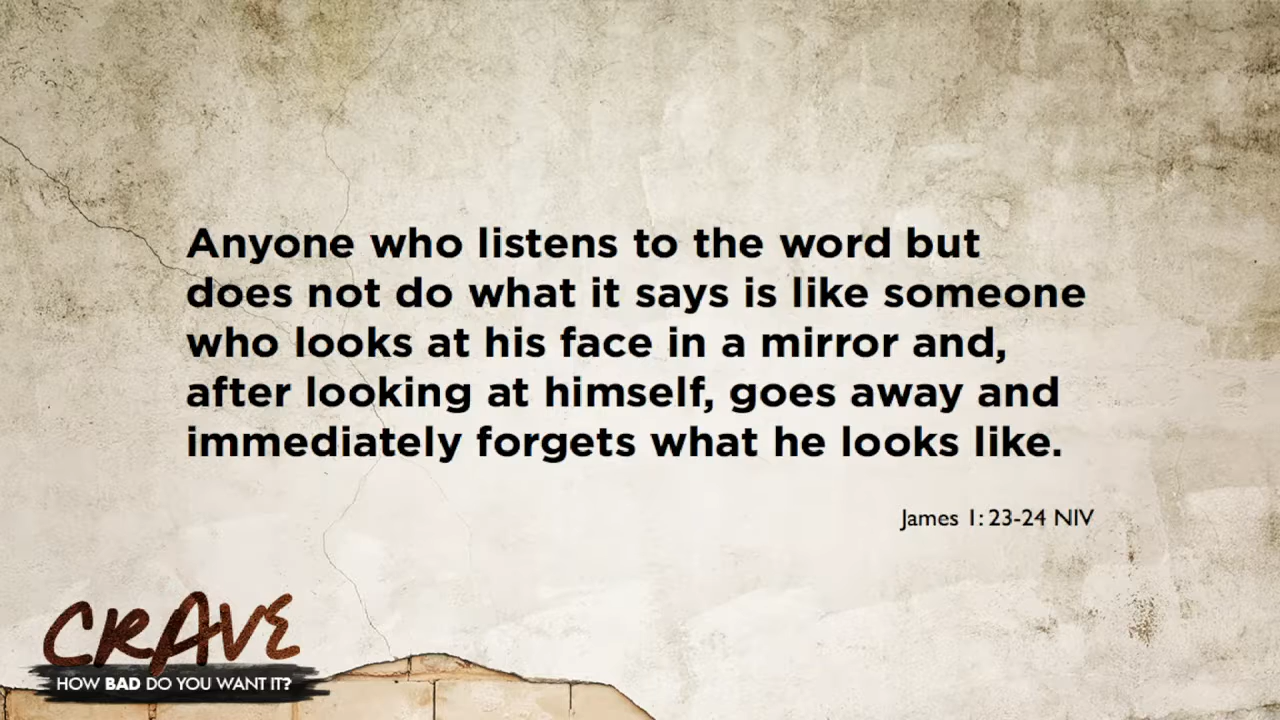 Anyone who listens to the word but
does not do what it says is like someone
who looks at his face in a mirror and,
after looking at himself, goes away and
immediately forgets what he looks like.
James 1: 23-24 NIV
CRAVE
HOW BAD DO YOU WANT IT?